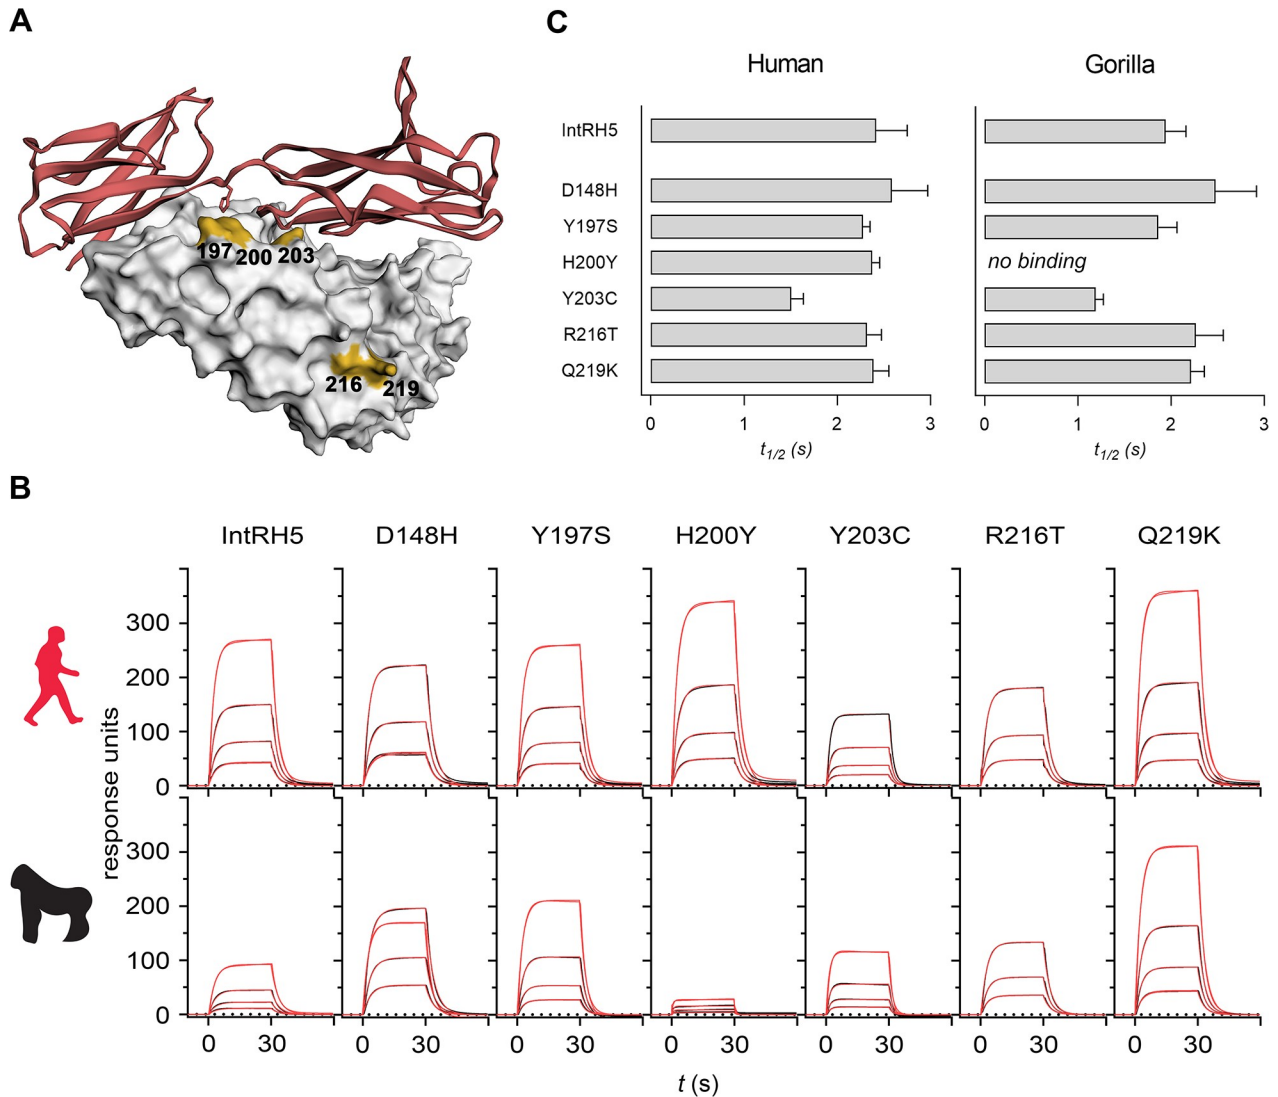 A
197 200 203
216 219
C
Human Gorilla
IntRH5
D148H
Y197S
H200Y no binding
Y203C
R216T
Q219K
0 1 2 3 0 1 2 3
t1/2 (s) t1/2 (s)
B
IntRH5 D148H Y197S H200Y Y203C R216T Q219K
response units
300
200
100
0
300
200
100
0
0 30 0 30 0 30 0 30 0 30 0 30 0 30
t (s)